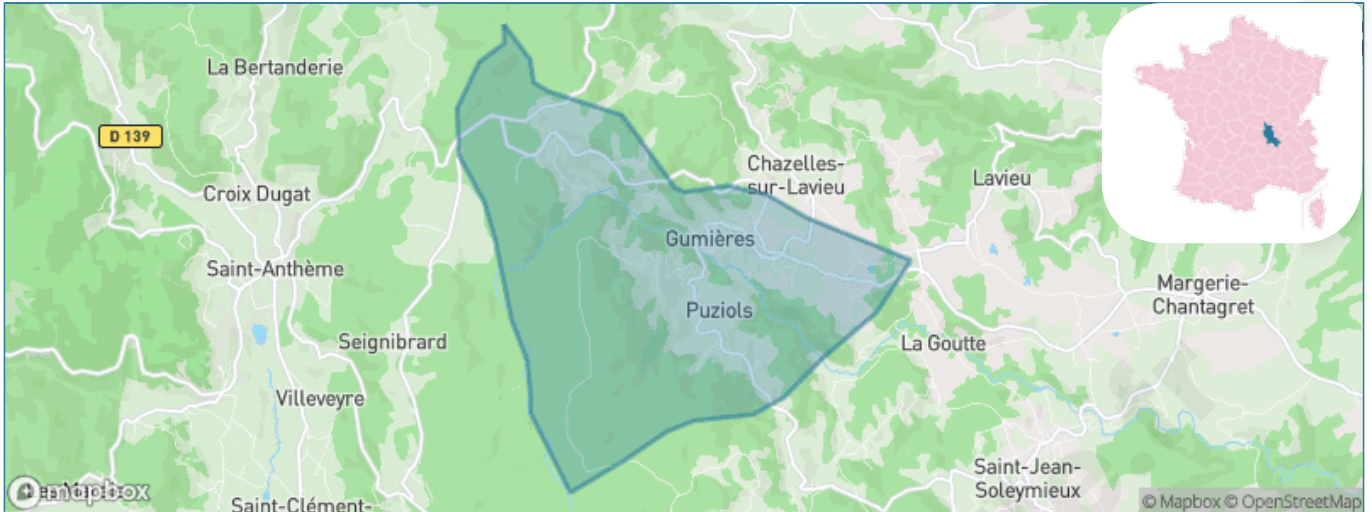 La Bertanderie
D 139
Chazelles-
sur-Lavieu
Lavieu
Croix Dugat
Gumières
Saint-Anthème
Margerie-
Chantagret
Puziols
Seignibrard
La Goutte
Villeveyre
Saint-Jean-
Soleymieux
mapbox
Saint-Clément-
© Mapbox © OpenStreetMap